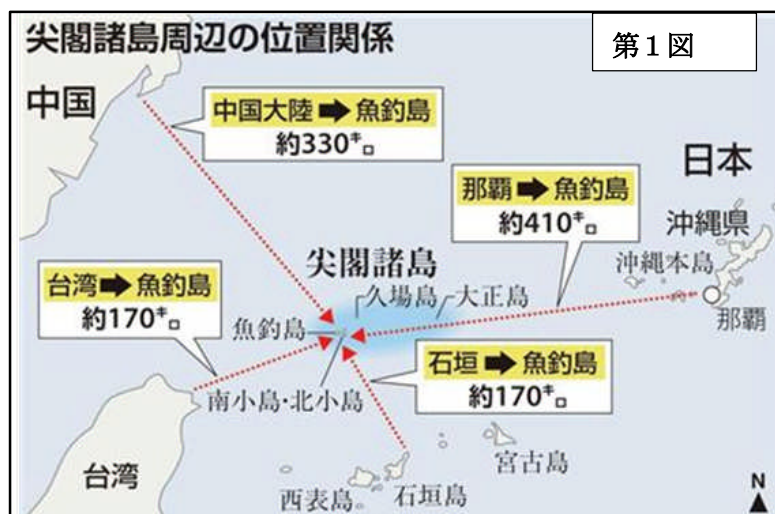 尖閣諸島周辺の位置関係
第1図
中国
中国大陸➡魚釣島
約330㌔
日本
那覇➡魚釣島
約410㌔
沖縄県
沖縄本島
那覇
尖閣諸島
久場島
大正島
台湾➡魚釣島
約170㌔
魚釣島
南小島・北小島
石垣➡魚釣島
約170㌔
宮古島
台湾
西表島
石垣島
N